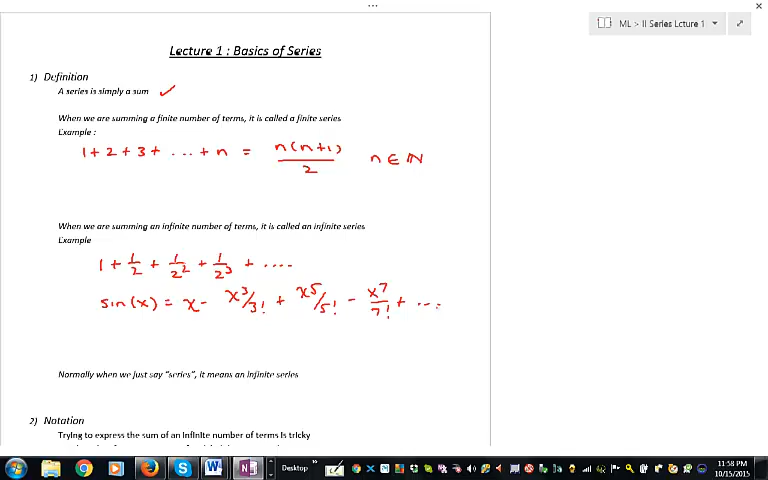 ML > II Series Lcture 1
Lecture 1 : Basics of Series
1) Definition
A series is simply a sum ✓
When we are summing a finite number of terms, it is called a finite series
Example :
1 + 2 + 3 + ... + n = n(n+1)/2 n ∈ ℕ
When we are summing an infinite number of terms, it is called an infinite series
Example
1 + 1/2 + 1/2² + 1/2³ + ....
sin(x) = x - x³/3! + x⁵/5! - x⁷/7! + ....
Normally when we just say "series", it means an infinite series
2) Notation
Trying to express the sum of an infinite number of terms is tricky
Desktop
11:58 PM
10/15/2015